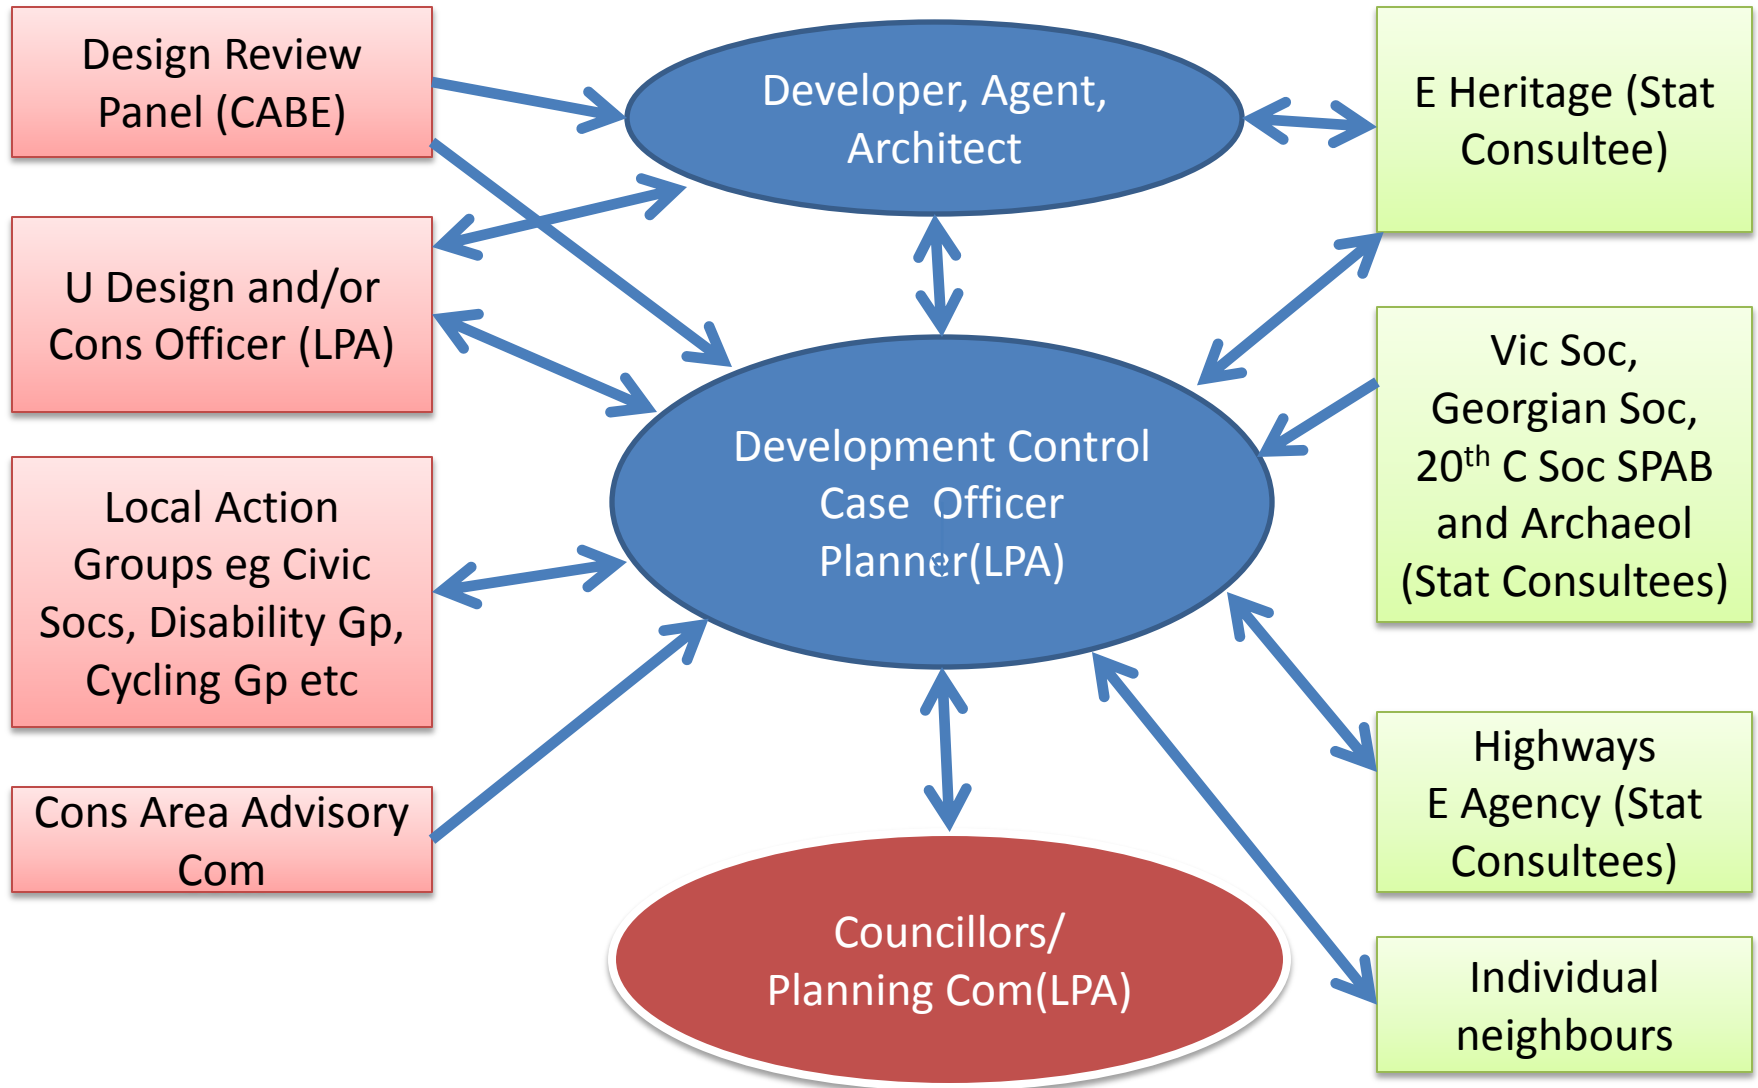 Design Review
Panel (CABE)
U Design and/or
Cons Officer (LPA)
Local Action
Groups eg Civic
Socs, Disability Gp,
Cycling Gp etc
Cons Area Advisory
Com
Developer, Agent,
Architect
Development Control
Case Officer
Planner(LPA)
Councillors/
Planning Com(LPA)
E Heritage (Stat
Consultee)
Vic Soc,
Georgian Soc,
20th C Soc SPAB
and Archaeol
(Stat Consultees)
Highways
E Agency (Stat
Consultees)
Individual
neighbours